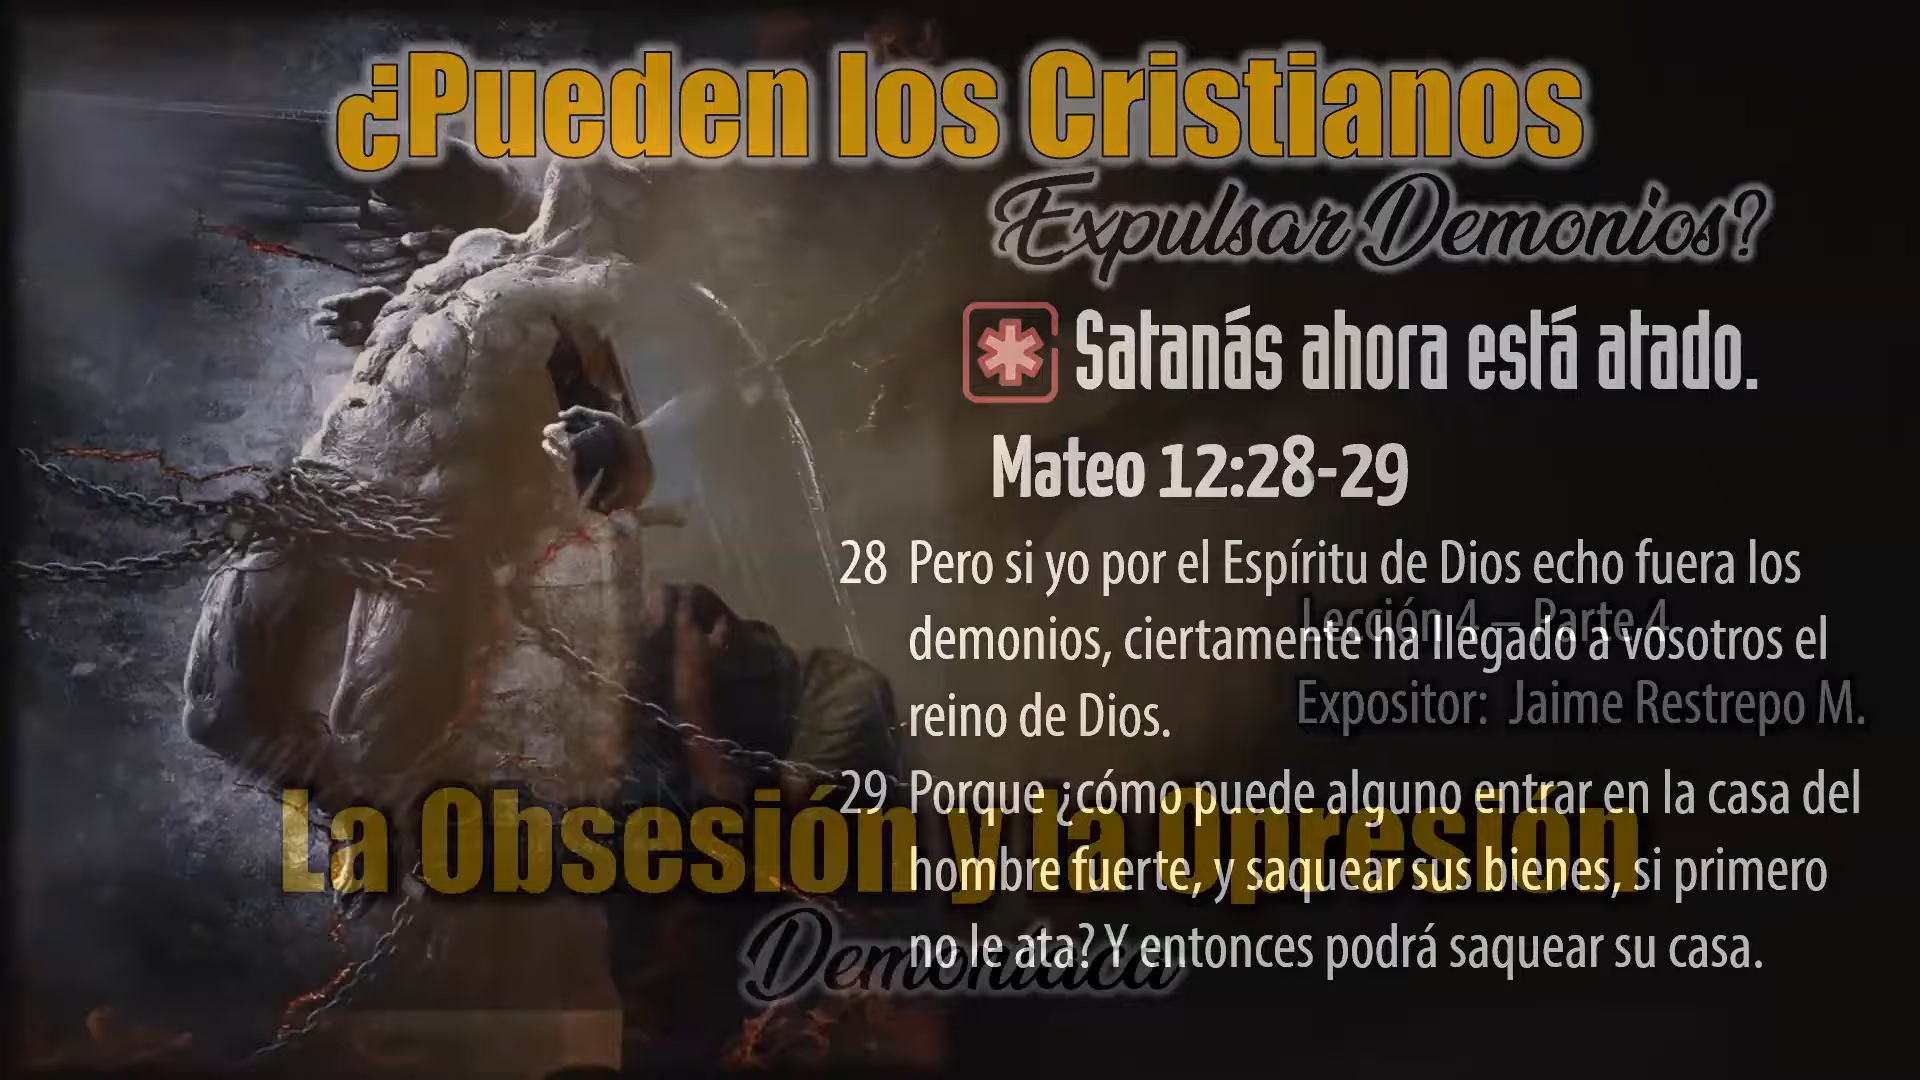 ¿Pueden los Cristianos
Expulsar Demonios?
Satanás ahora está atado.
Mateo 12:28-29
28 Pero si yo por el Espíritu de Dios echo fuera los
demonios, ciertamente ha llegado a vosotros el
reino de Dios.
29 Porque ¿cómo puede alguno entrar en la casa del
hombre fuerte, y saquear sus bienes, si primero
no le ata? Y entonces podrá saquear su casa.
Lección 4 – Parte 4
Expositor: Jaime Restrepo M.
La Obsesión y la Opresión
Demoníaca